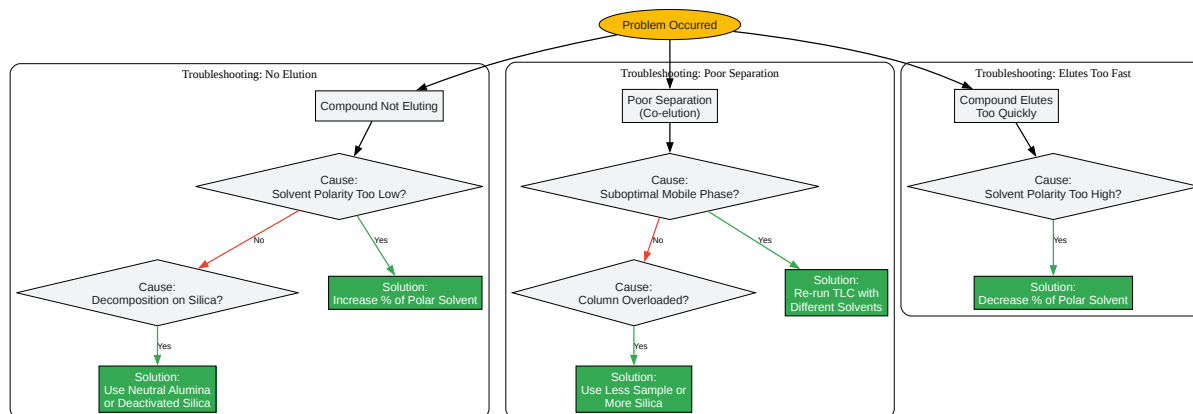 Problem Occurred
Troubleshooting: No Elution
Compound Not Eluting
Cause:
Solvent Polarity Too Low?
No
Yes
Cause:
Decomposition on Silica?
Solution:
Increase % of Polar Solvent
Yes
Solution:
Use Neutral Alumina
or Deactivated Silica
Troubleshooting: Poor Separation
Poor Separation
(Co-elution)
Cause:
Suboptimal Mobile Phase?
No
Yes
Cause:
Column Overloaded?
Solution:
Re-run TLC with
Different Solvents
Yes
Solution:
Use Less Sample or
More Silica
Troubleshooting: Elutes Too Fast
Compound Elutes
Too Quickly
Cause:
Solvent Polarity Too High?
Yes
Solution:
Decrease % of Polar Solvent